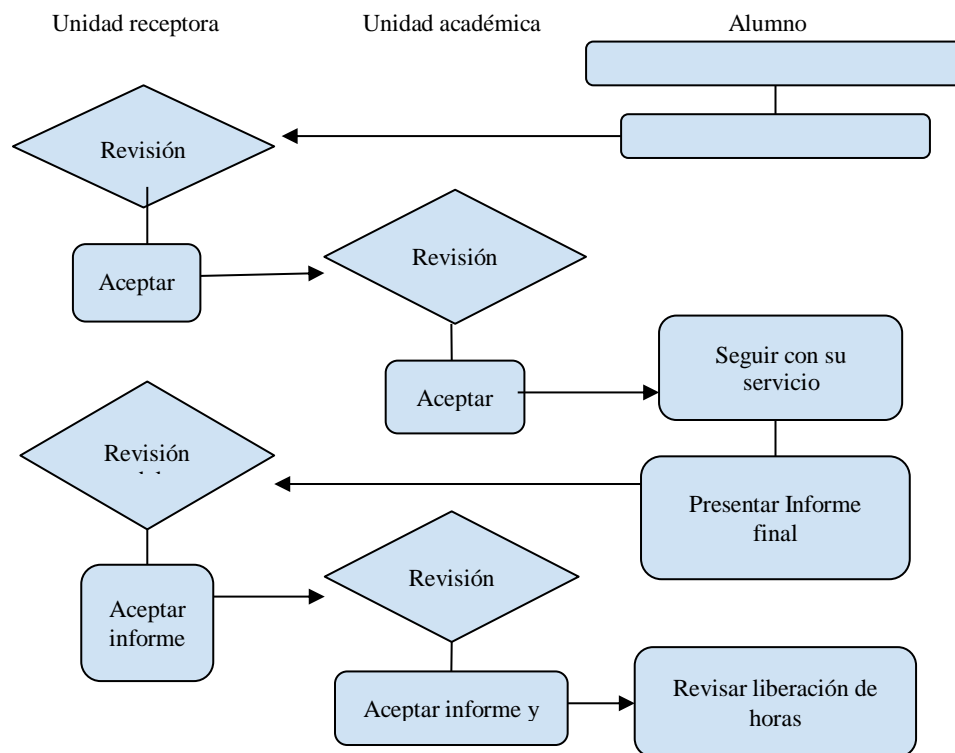 Unidad receptora
Unidad académica
Alumno
Revisión
Revisión
Aceptar
Seguir con su
servicio
Aceptar
Revisión
Presentar Informe
final
Revisión
Aceptar
informe
Aceptar informe y
Revisar liberación de
horas